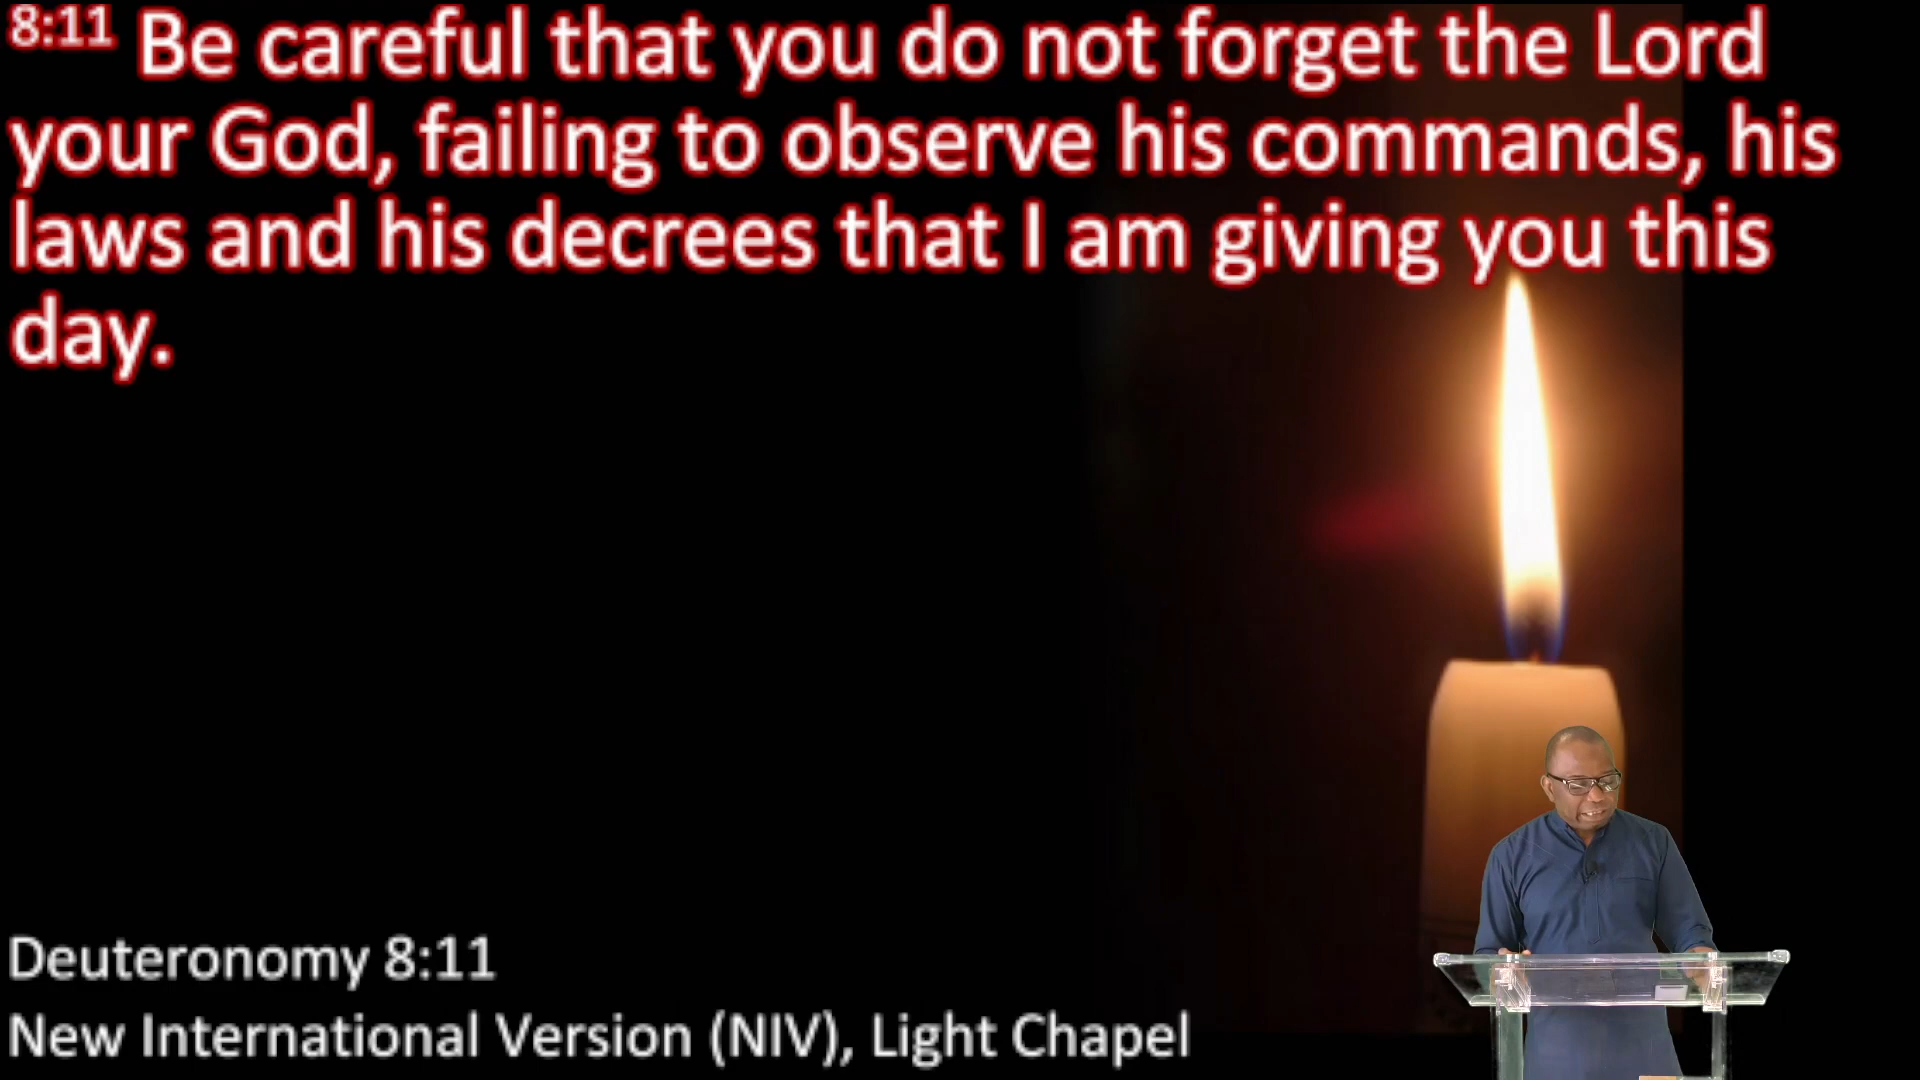 8:11 Be careful that you do not forget the Lord
your God, failing to observe his commands, his
laws and his decrees that I am giving you this
day.
Deuteronomy 8:11
New International Version (NIV), Light Chapel